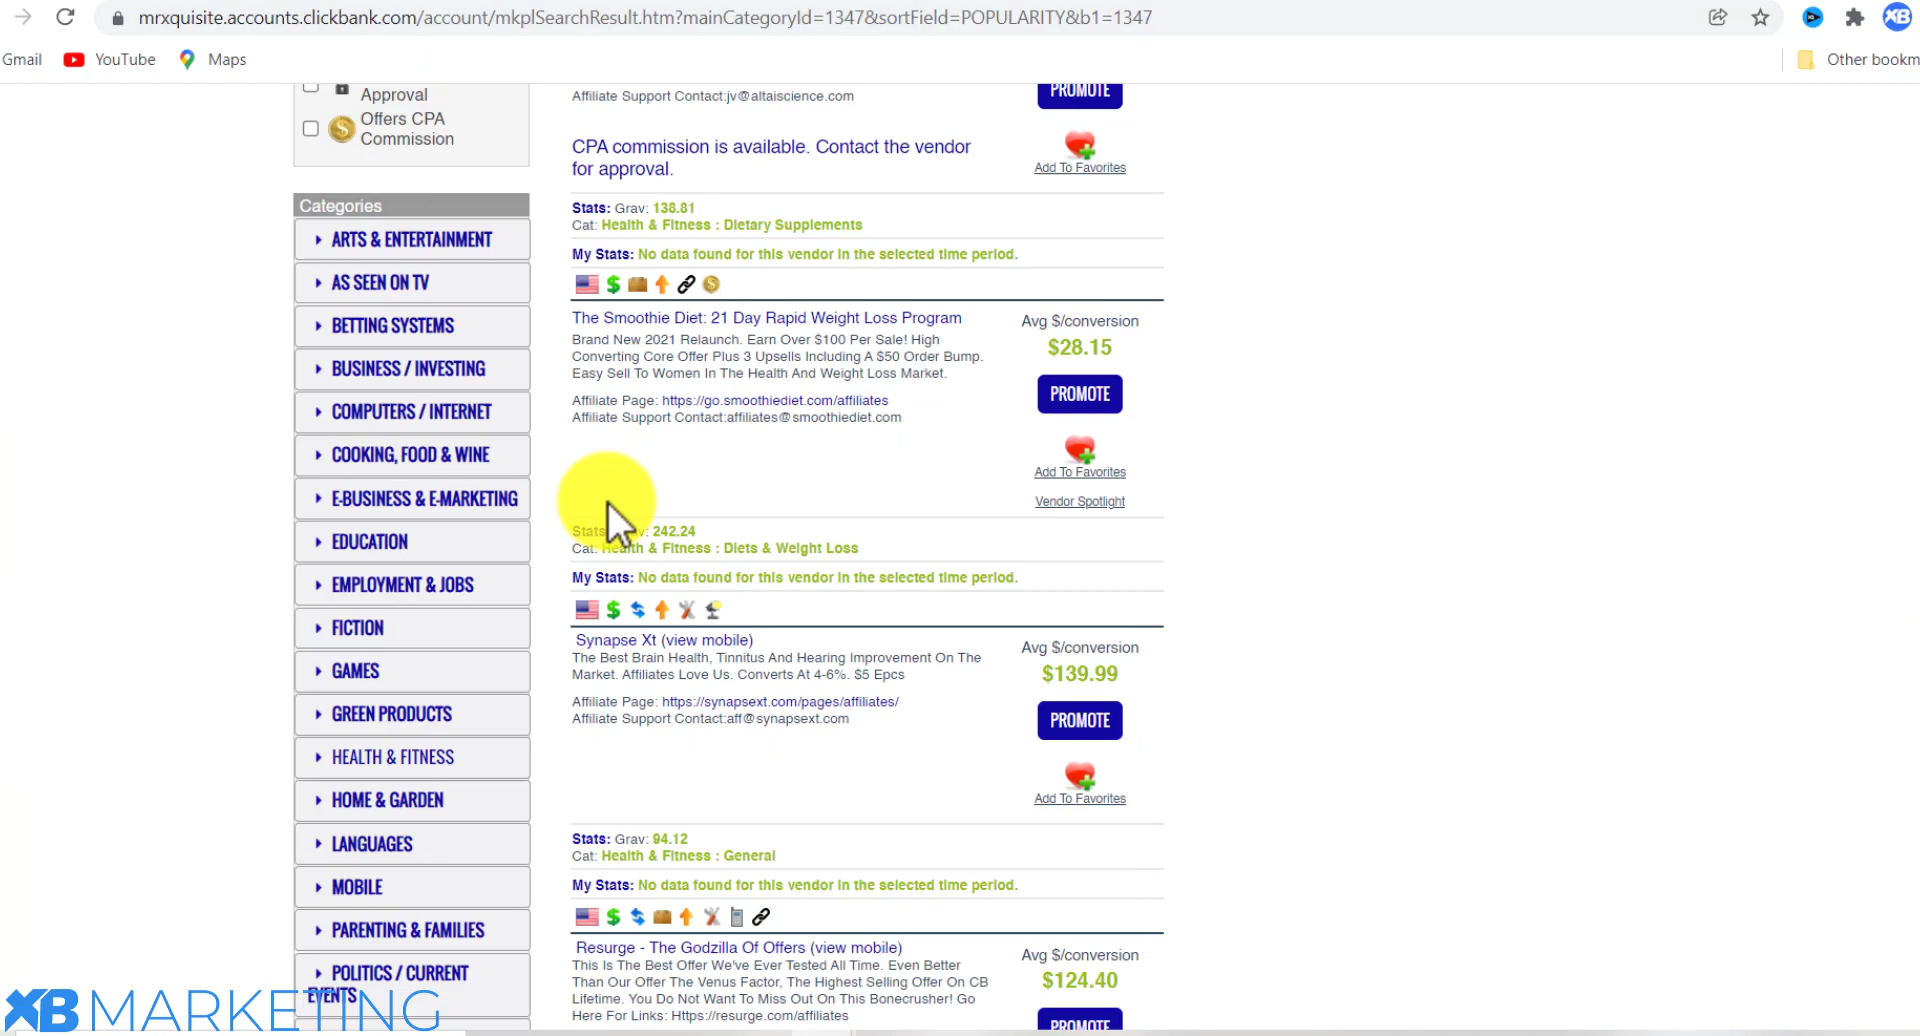 mrxquisite.accounts.clickbank.com/account/mkplSearchResult.htm?mainCategoryId=1347&sortField=POPULARITY&b1=1347
XB
Gmail
YouTube
Maps
Other bookm
Approval
Offers CPA
Commission
Categories
ARTS & ENTERTAINMENT
AS SEEN ON TV
BETTING SYSTEMS
BUSINESS / INVESTING
COMPUTERS / INTERNET
COOKING, FOOD & WINE
E-BUSINESS & E-MARKETING
EDUCATION
EMPLOYMENT & JOBS
FICTION
GAMES
GREEN PRODUCTS
HEALTH & FITNESS
HOME & GARDEN
LANGUAGES
MOBILE
PARENTING & FAMILIES
POLITICS / CURRENT
EVENTS
Affiliate Support Contact:jv@altaiscience.com
PROMOTE
CPA commission is available. Contact the vendor
for approval.
Add To Favorites
Stats: Grav: 138.81
Cat: Health & Fitness : Dietary Supplements
My Stats: No data found for this vendor in the selected time period.
The Smoothie Diet: 21 Day Rapid Weight Loss Program
Brand New 2021 Relaunch. Earn Over $100 Per Sale! High
Converting Core Offer Plus 3 Upsells Including A $50 Order Bump.
Easy Sell To Women In The Health And Weight Loss Market.
Affiliate Page: https://go.smoothiediet.com/affiliates
Affiliate Support Contact:affiliates@smoothiediet.com
Avg $/conversion
$28.15
PROMOTE
Add To Favorites
Vendor Spotlight
Stats: 242.24
Cat: Health & Fitness : Diets & Weight Loss
My Stats: No data found for this vendor in the selected time period.
Synapse Xt (view mobile)
The Best Brain Health, Tinnitus And Hearing Improvement On The
Market. Affiliates Love Us. Converts At 4-6%. $5 Epcs
Affiliate Page: https://synapsext.com/pages/affiliates/
Affiliate Support Contact:aff@synapsext.com
Avg $/conversion
$139.99
PROMOTE
Add To Favorites
Stats: Grav: 94.12
Cat: Health & Fitness : General
My Stats: No data found for this vendor in the selected time period.
Resurge - The Godzilla Of Offers (view mobile)
This Is The Best Offer We've Ever Tested All Time. Even Better
Than Our Offer The Venus Factor, The Highest Selling Offer On CB
Lifetime. You Do Not Want To Miss Out On This Bonecrusher! Go
Here For Links: Https://resurge.com/affiliates
Avg $/conversion
$124.40
PROMOTE
XB MARKETING